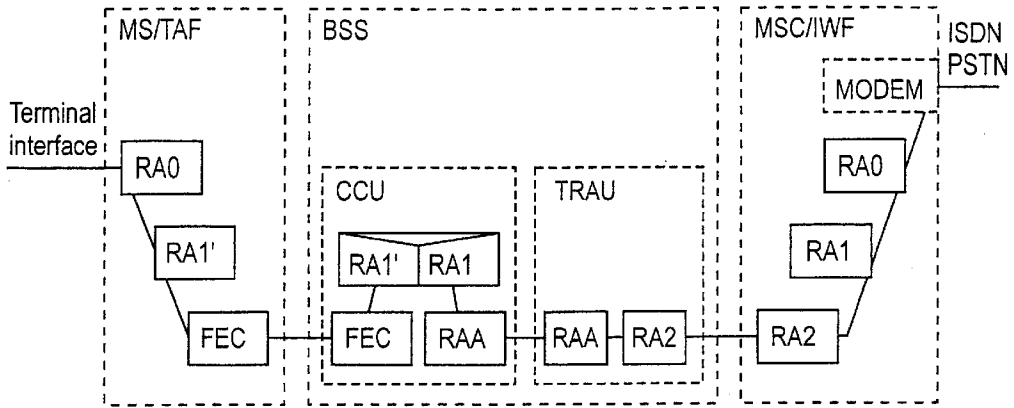 MS/TAF
BSS
MSC/IWF
ISDN
PSTN
MODEM
Terminal
interface
RA0
RA0
CCU
TRAU
RA1'
RA1'
RA1
RA1
FEC
FEC
RAA
RAA
RA2
RA2